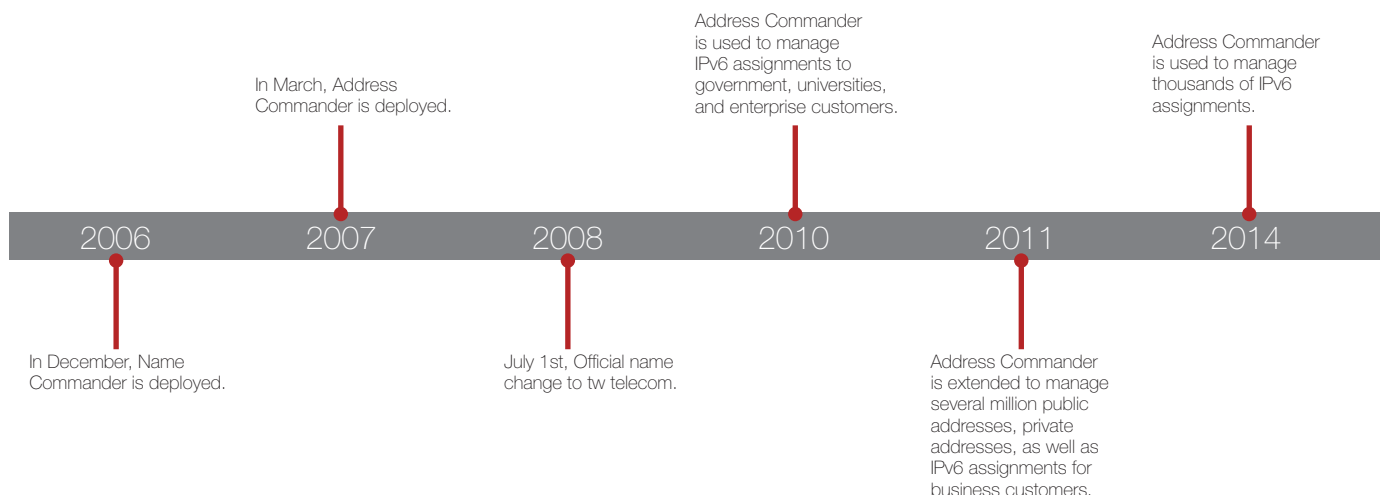 Address Commander
is used to manage
IPv6 assignments to
government, universities,
and enterprise customers.
Address Commander
is used to manage
thousands of IPv6
assignments.
In March, Address
Commander is deployed.
2006
2007
2008
2010
2011
2014
In December, Name
Commander is deployed.
July 1st, Official name
change to tw telecom.
Address Commander
is extended to manage
several million public
addresses, private
addresses, as well as
IPv6 assignments for
business customers.